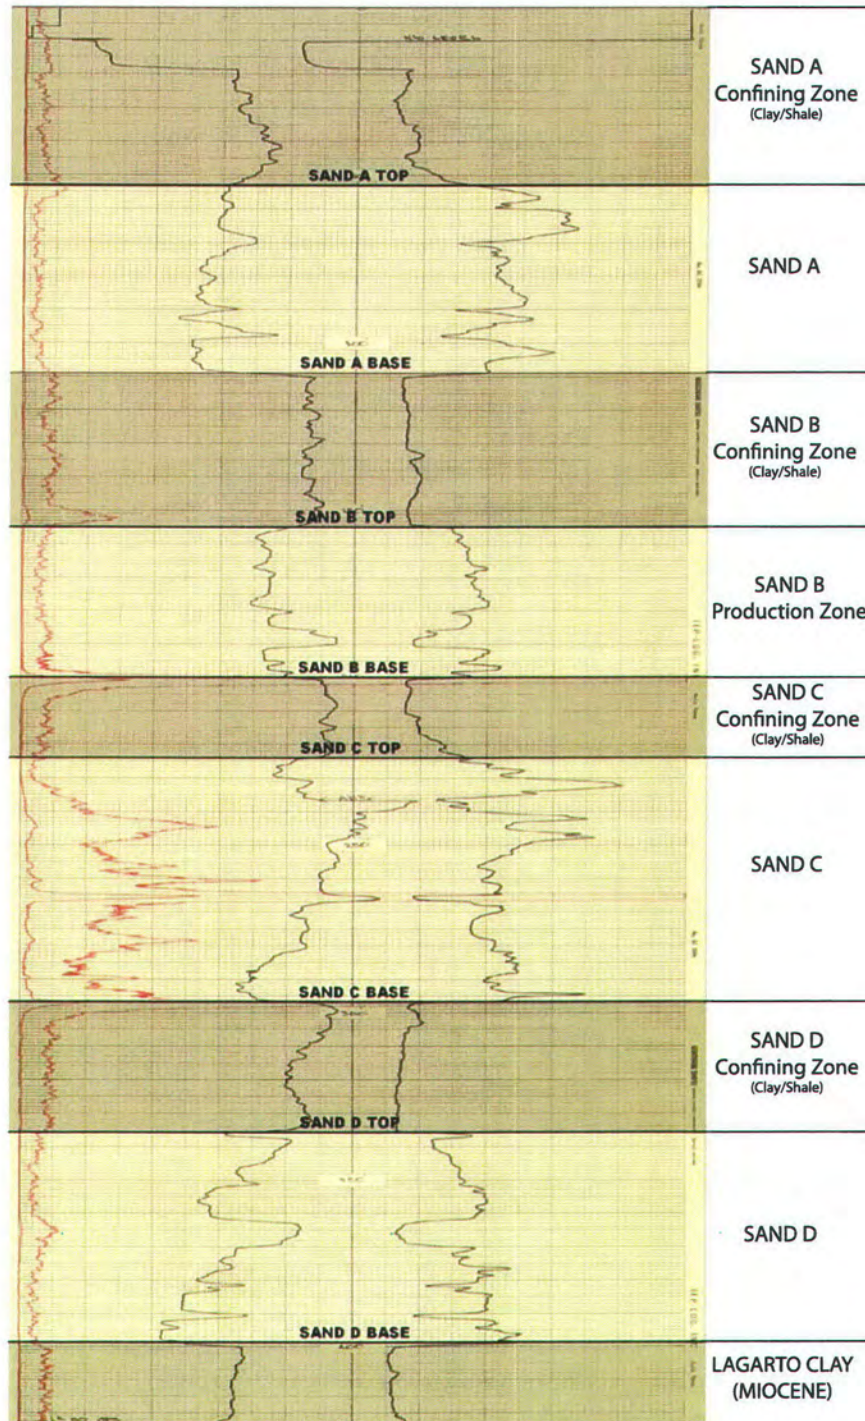 SAND A
Confining Zone
(Clay/Shale)
SAND A TOP
SAND A
SAND A BASE
SAND B
Confining Zone
(Clay/Shale)
SAND B TOP
SAND B
Production Zone
SAND B BASE
SAND C
Confining Zone
(Clay/Shale)
SAND C TOP
SAND C
SAND C BASE
SAND D
Confining Zone
(Clay/Shale)
SAND D TOP
SAND D
SAND D BASE
LAGARTO CLAY
(MIOCENE)